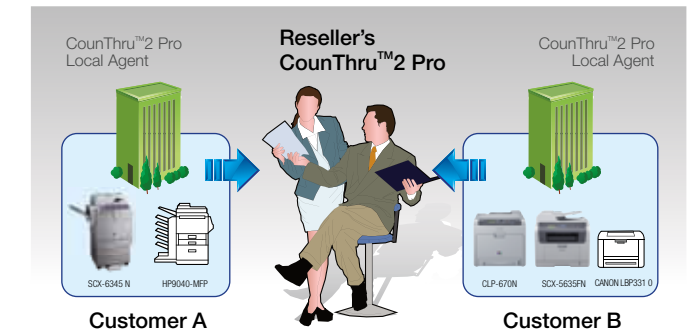 CounThru™2 Pro
Local Agent
Reseller's
CounThru™2 Pro
CounThru™2 Pro
Local Agent
SCX-6345 N
HP9040-MFP
CLP-670N
SCX-5635FN
CANON LBP331 0
Customer A
Customer B